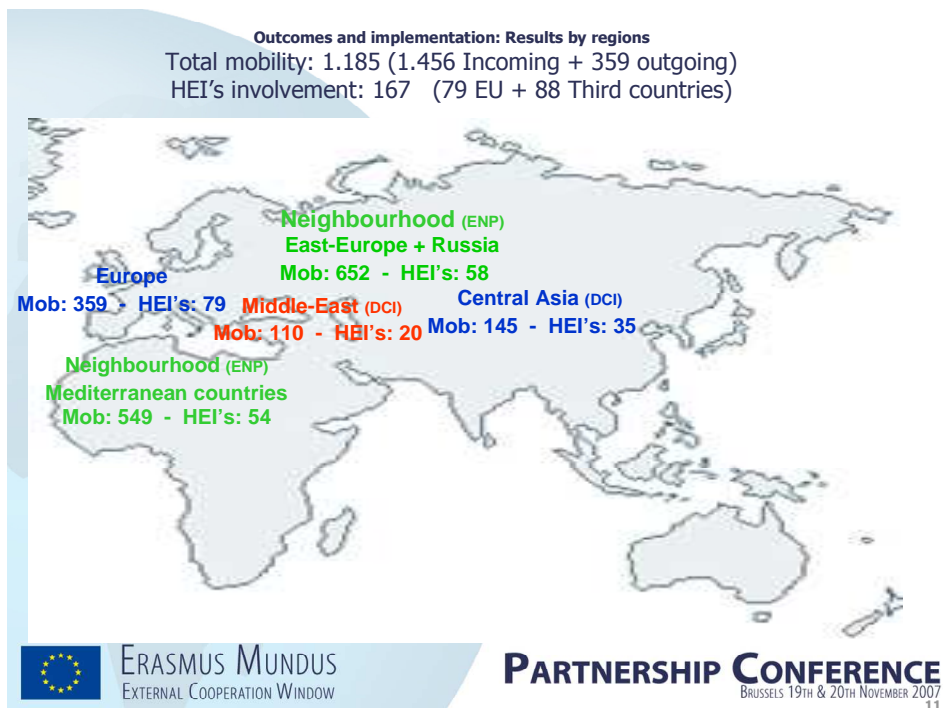 Outcomes and implementation: Results by regions
Total mobility: 1.185 (1.456 Incoming + 359 outgoing)
HEI's involvement: 167 (79 EU + 88 Third countries)
Neighbourhood (ENP)
East-Europe + Russia
Mob: 652 - HEI's: 58
Europe
Mob: 359 - HEI's: 79
Middle-East (DCI)
Mob: 110 - HEI's: 20
Central Asia (DCI)
Mob: 145 - HEI's: 35
Neighbourhood (ENP)
Mediterranean countries
Mob: 549 - HEI's: 54
ERASMUS MUNDUS
EXTERNAL COOPERATION WINDOW
PARTNERSHIP CONFERENCE
BRUSSELS 19TH & 20TH NOVEMBER 2007
11